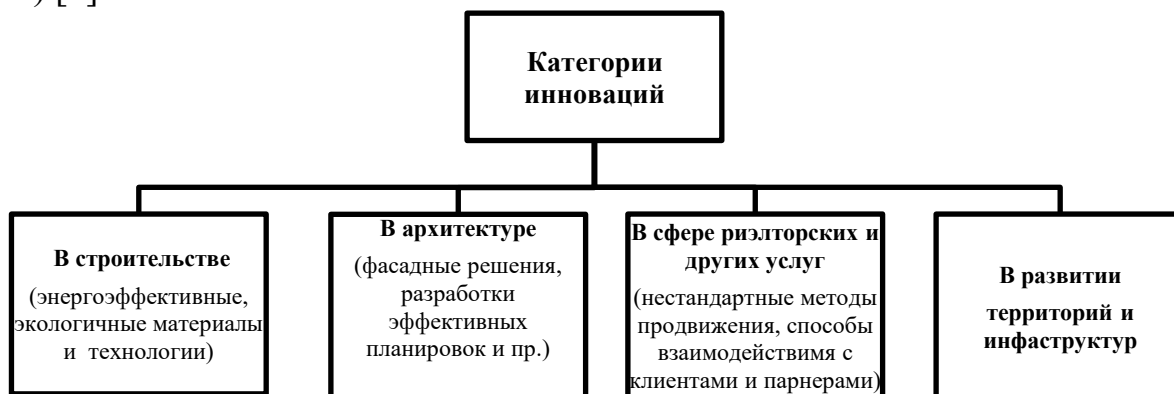 Категории
инноваций
В строительстве
(энергоэффективные,
экологичные материалы
и технологии)
В архитектуре
(фасадные решения,
разработки
эффективных
планировок и пр.)
В сфере риэлторских и
других услуг
(нестандартные методы
продвижения, способы
взаимодействимя с
клиентами и парнерами)
В развитии
территорий и
инфаструктур